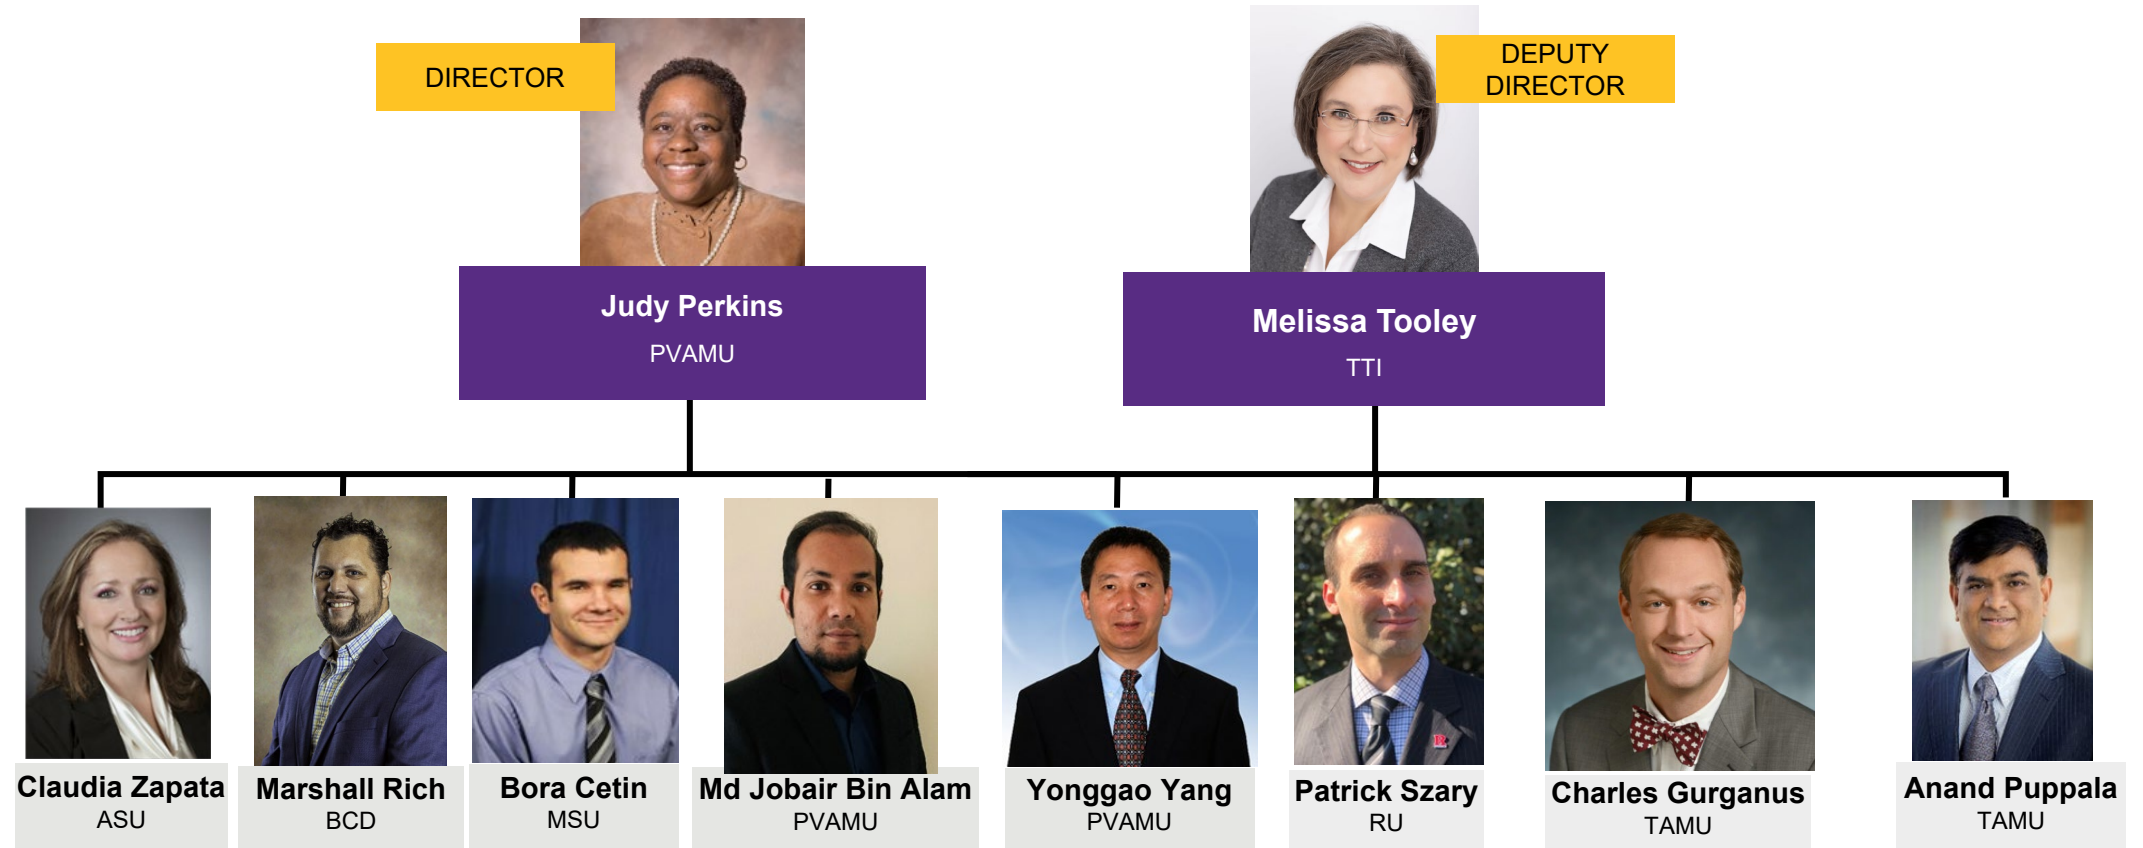 DIRECTOR
DEPUTY
DIRECTOR
Judy Perkins
PVAMU
Melissa Tooley
TTI
Claudia Zapata
ASU
Marshall Rich
BCD
Bora Cetin
MSU
Md Jobair Bin Alam
PVAMU
Yonggao Yang
PVAMU
Patrick Szary
RU
Charles Gurganus
TAMU
Anand Puppala
TAMU